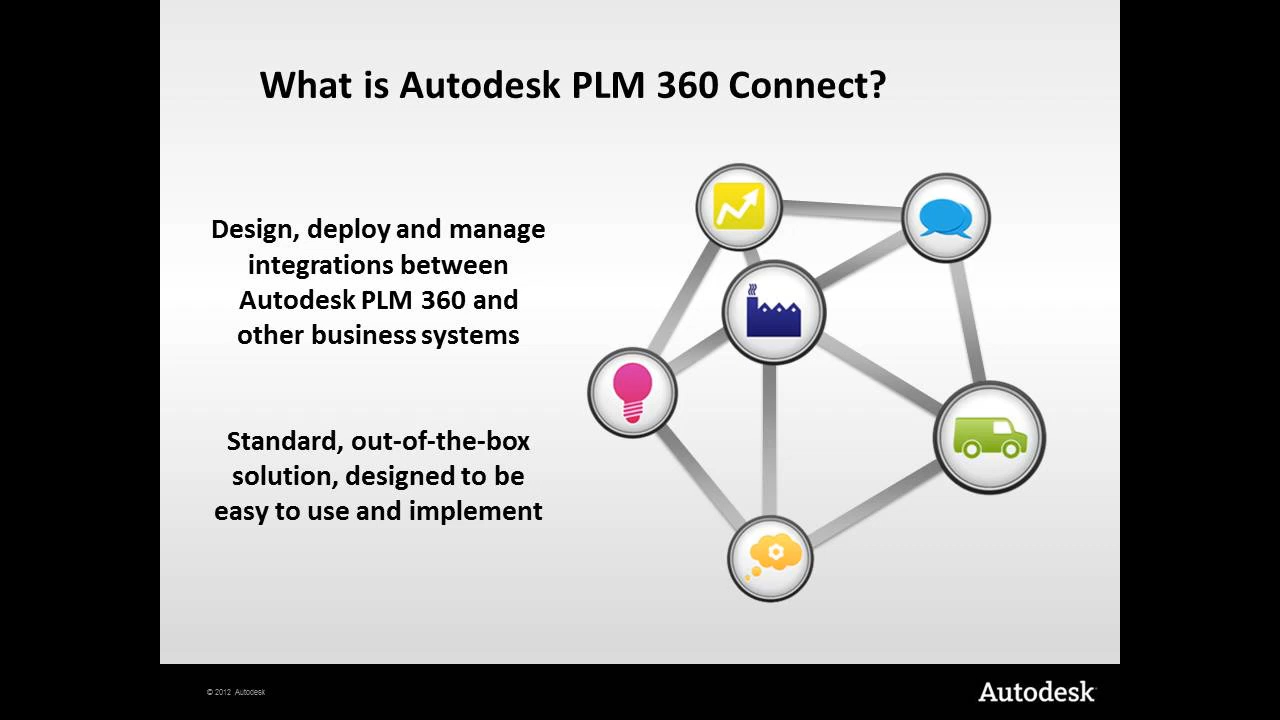 What is Autodesk PLM 360 Connect?
Design, deploy and manage
integrations between
Autodesk PLM 360 and
other business systems
Standard, out-of-the-box
solution, designed to be
easy to use and implement
© 2012 Autodesk
Autodesk